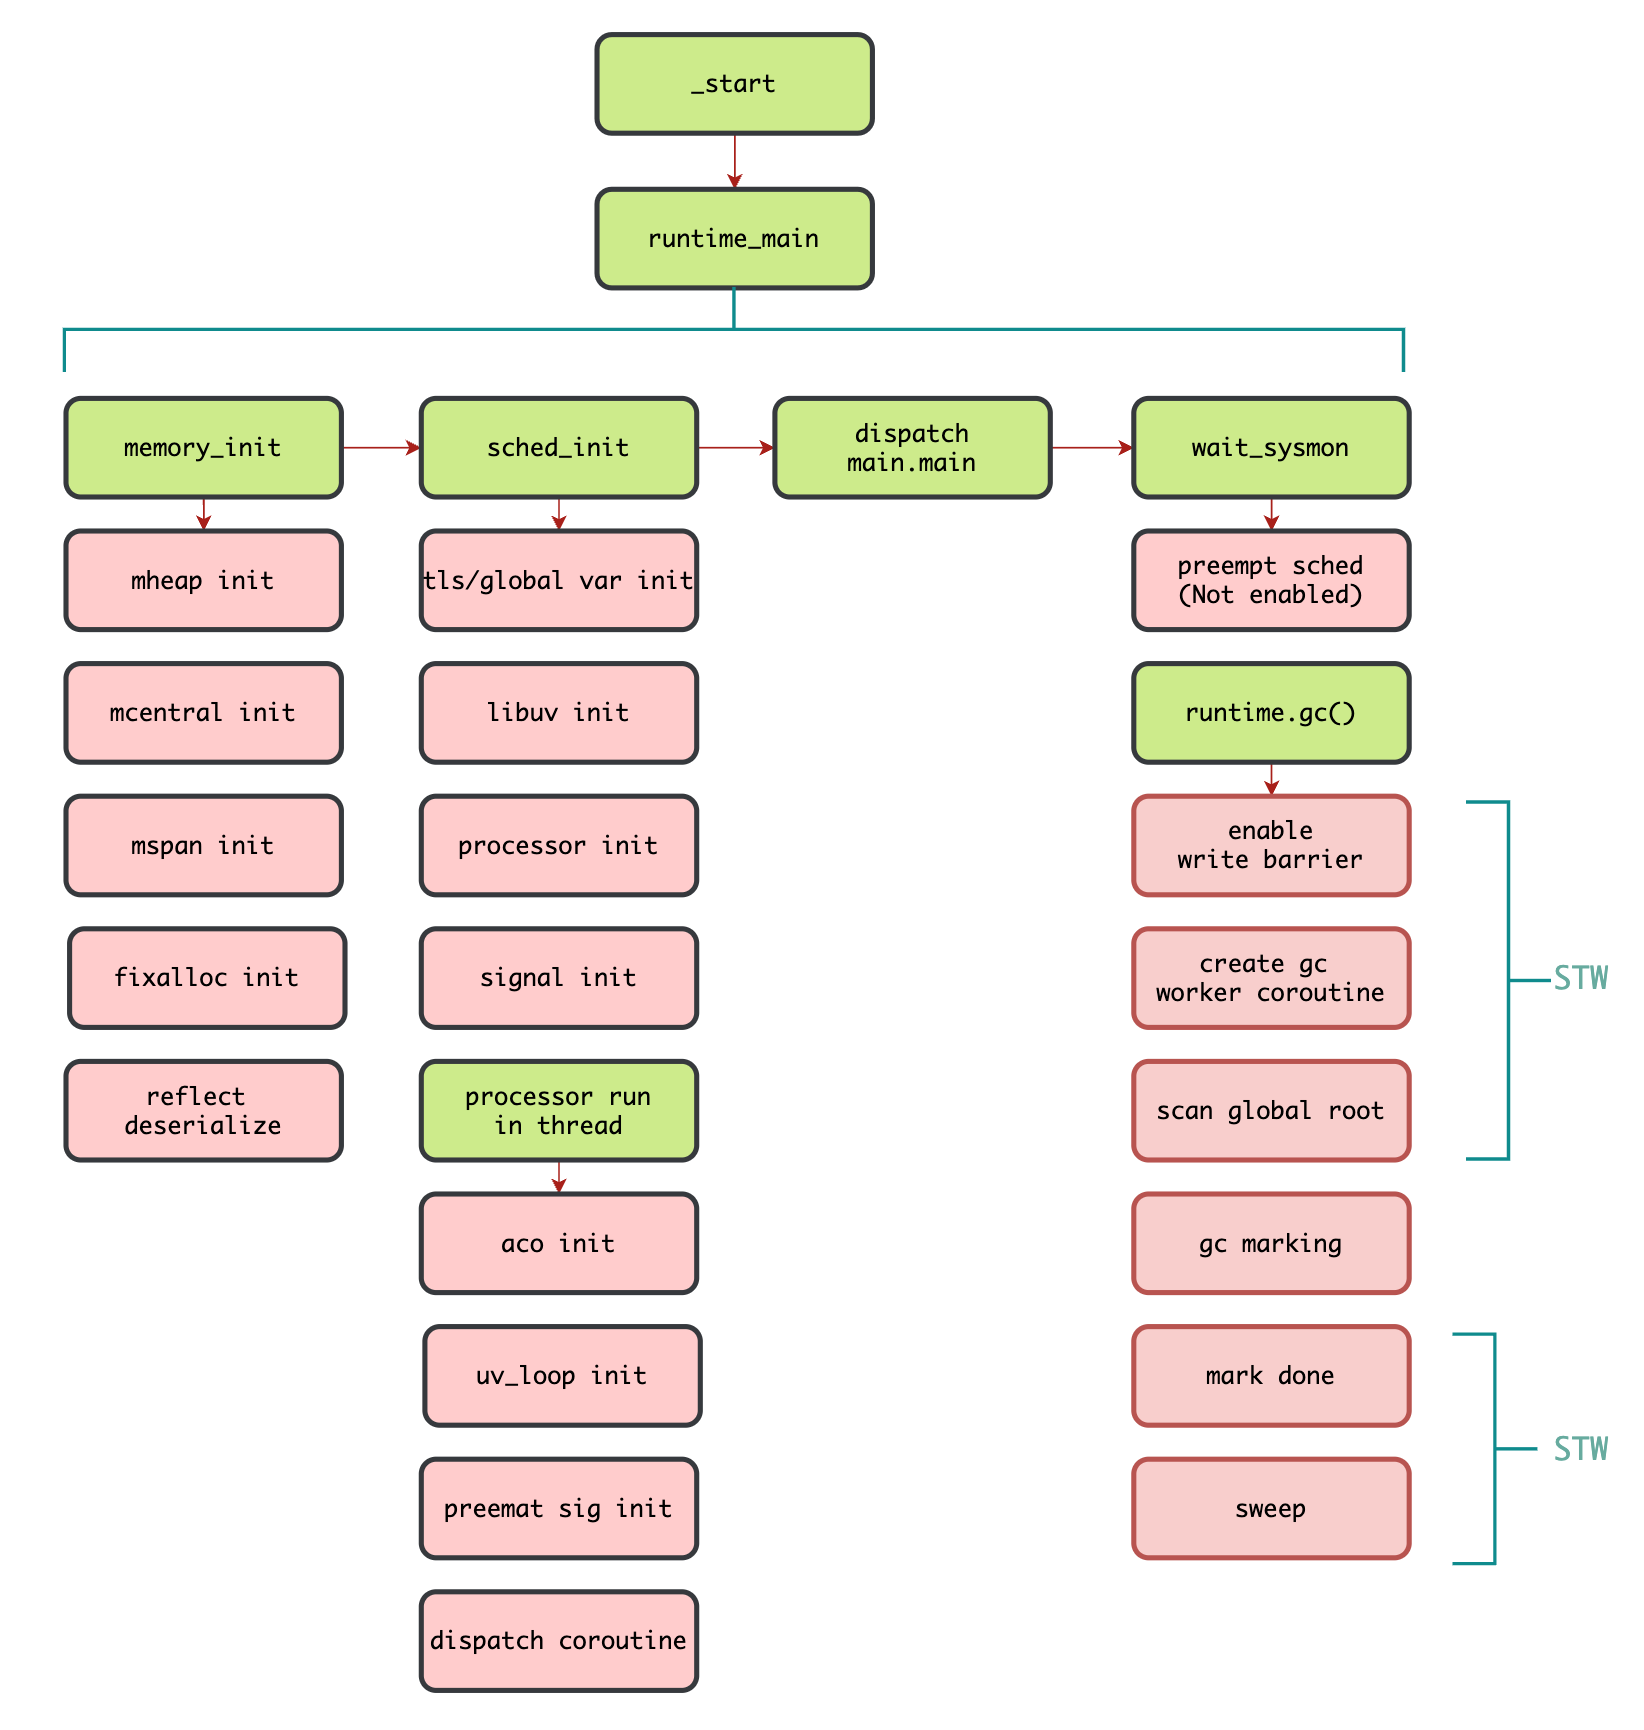 _start
runtime_main
memory_init
sched_init
dispatch
main.main
wait_sysmon
mheap init
tls/global var init
preempt sched
(Not enabled)
mcentral init
libuv init
runtime.gc()
mspan init
processor init
enable
write barrier
fixalloc init
signal init
create gc
worker coroutine
STW
reflect
deserialize
processor run
in thread
scan global root
aco init
gc marking
uv_loop init
mark done
STW
preemat sig init
sweep
dispatch coroutine